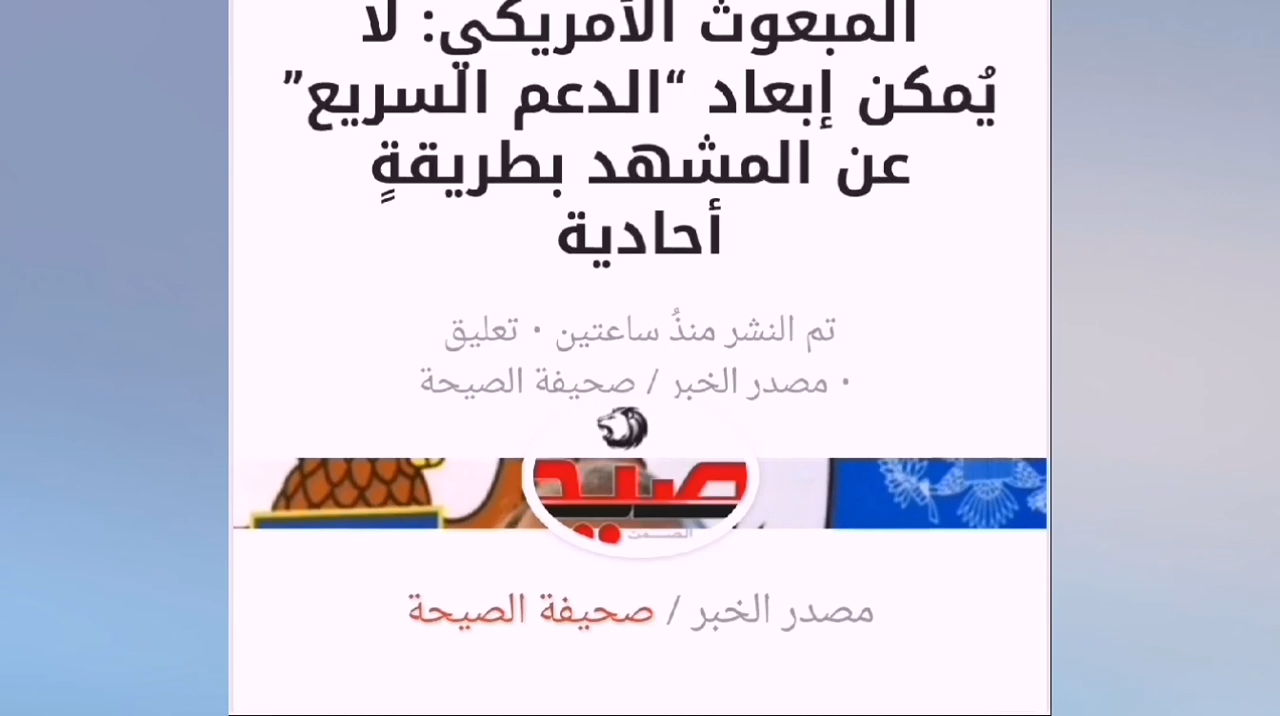 المبعوث الأمريكي: لا
يُمكن إبعاد “الدعم السريع”
عن المشهد بطريقةٍ
أحادية
تم النشر منذُ ساعتين • تعليق
• مصدر الخبر / صحيفة الصيحة
الصمت
مصدر الخبر / صحيفة الصيحة